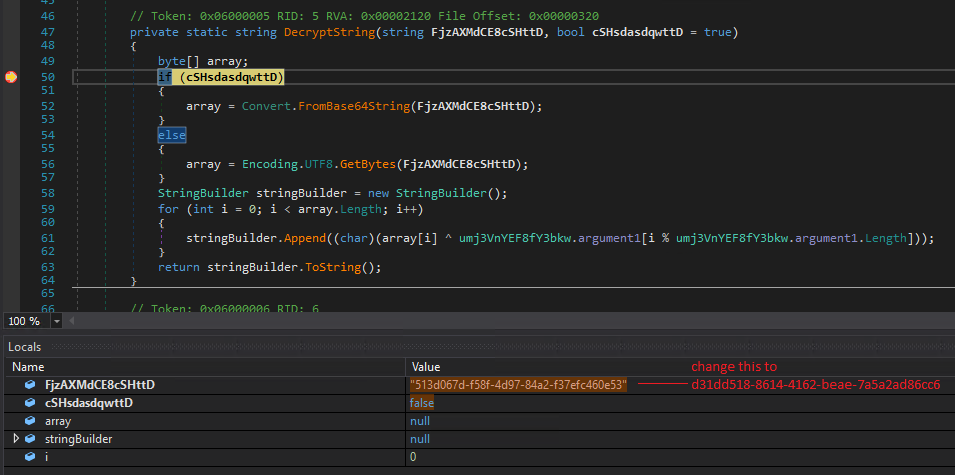 45
46 // Token: 0x06000005 RID: 5 RVA: 0x00002120 File Offset: 0x00000320
47 private static string DecryptString(string FjzAXMdCE8cSHttD, bool cSHsdasdqwttD = true)
48 {
49 byte[] array;
50 if (cSHsdasdqwttD)
51 {
52 array = Convert.FromBase64String(FjzAXMdCE8cSHttD);
53 }
54 else
55 {
56 array = Encoding.UTF8.GetBytes(FjzAXMdCE8cSHttD);
57 }
58 StringBuilder stringBuilder = new StringBuilder();
59 for (int i = 0; i < array.Length; i++)
60 {
61 stringBuilder.Append((char)(array[i] ^ umj3VnYEF8fY3bkw.argument1[i % umj3VnYEF8fY3bkw.argument1.Length]));
62 }
63 return stringBuilder.ToString();
64 }
65
66 // Token: 0x06000006 RID: 6
100 %
Locals
Name Value change this to
FjzAXMdCE8cSHttD "513d067d-f58f-4d97-84a2-f37efc460e53" d31dd518-8614-4162-beae-7a5a2ad86cc6
cSHsdasdqwttD false
array null
stringBuilder null
i 0